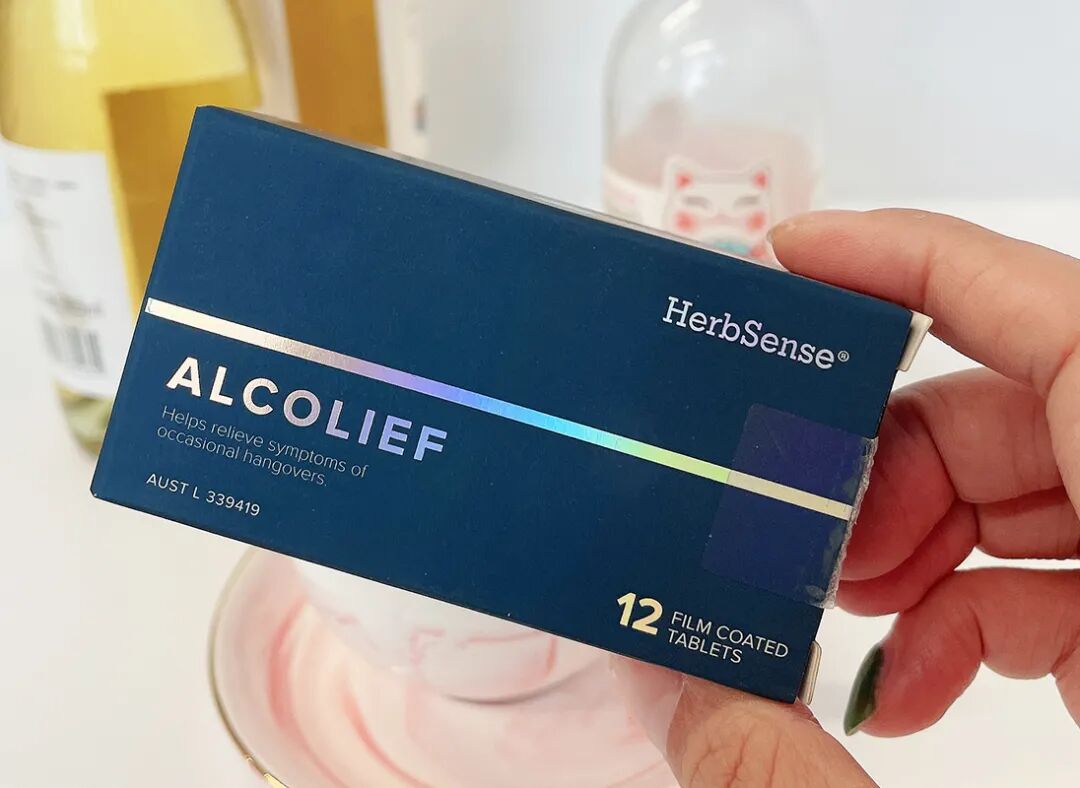 HerbSense®
ALCOLIEF
Helps relieve symptoms of
occasional hangovers.
AUST L 339419
12 FILM COATED
TABLETS